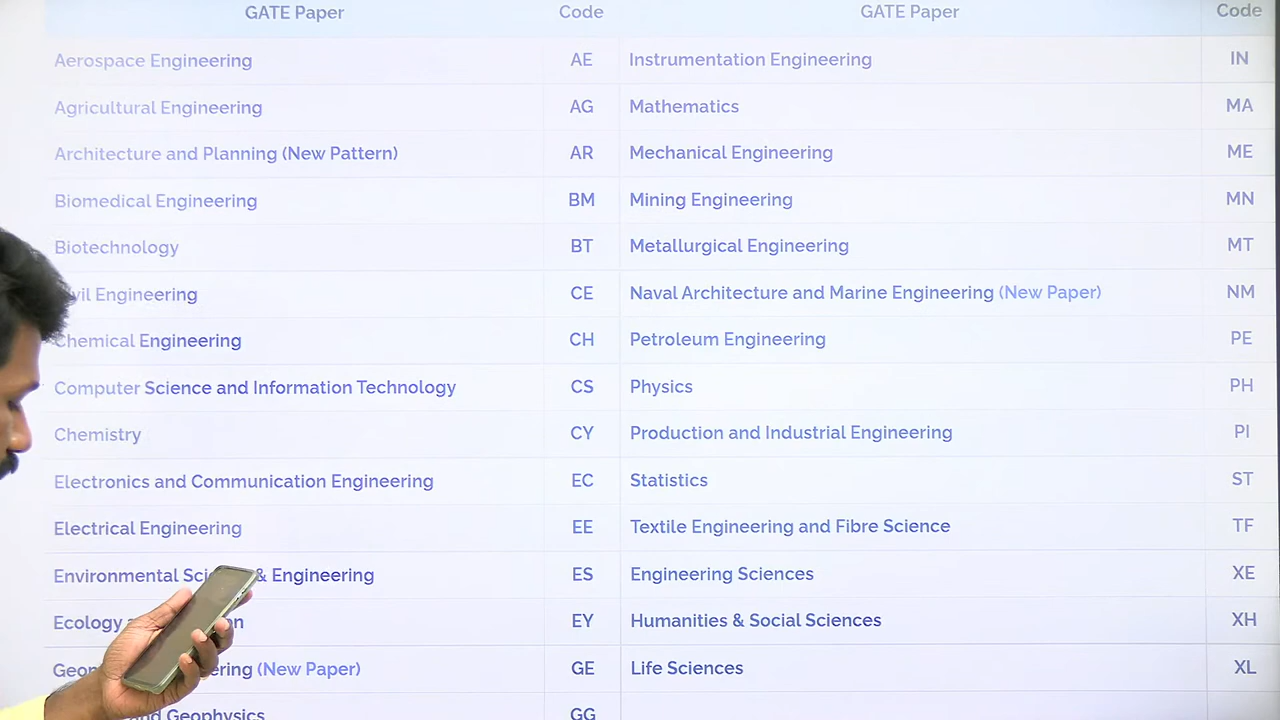 GATE Paper Code GATE Paper Code
Aerospace Engineering AE Instrumentation Engineering IN
Agricultural Engineering AG Mathematics MA
Architecture and Planning (New Pattern) AR Mechanical Engineering ME
Biomedical Engineering BM Mining Engineering MN
Biotechnology BT Metallurgical Engineering MT
vil Engineering CE Naval Architecture and Marine Engineering (New Paper) NM
Chemical Engineering CH Petroleum Engineering PE
Computer Science and Information Technology CS Physics PH
Chemistry CY Production and Industrial Engineering PI
Electronics and Communication Engineering EC Statistics ST
Electrical Engineering EE Textile Engineering and Fibre Science TF
Environmental & Engineering ES Engineering Sciences XE
Ecology EY Humanities & Social Sciences XH
(New Paper) GE Life Sciences XL
and Geophysics GG